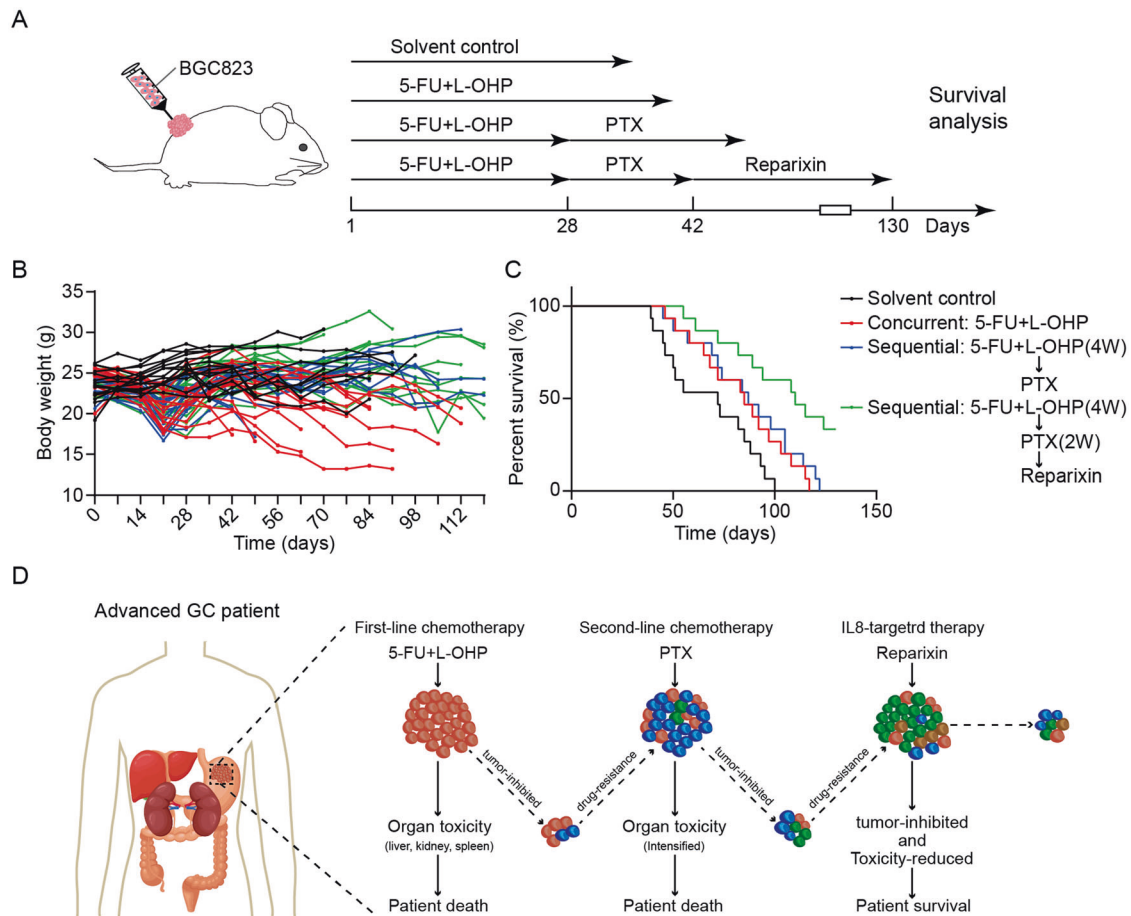 A
BGC823
Solvent control
5-FU+L-OHP
5-FU+L-OHP PTX
5-FU+L-OHP PTX Reparixin
Survival
analysis
1 28 42 130 Days
B
Body weight (g)
35
30
25
20
15
10
0 14 28 42 56 70 84 98 112
Time (days)
C
Percent survival (%)
100
50
0
0 50 100 150
Time (days)
Solvent control
Concurrent: 5-FU+L-OHP
Sequential: 5-FU+L-OHP(4W)
PTX
Sequential: 5-FU+L-OHP(4W)
PTX(2W)
Reparixin
D
Advanced GC patient
First-line chemotherapy
5-FU+L-OHP
tumor-inhibited
drug-resistance
Organ toxicity
(liver, kidney, spleen)
Patient death
Second-line chemotherapy
PTX
tumor-inhibited
drug-resistance
Organ toxicity
(Intensified)
Patient death
IL8-targetrd therapy
Reparixin
tumor-inhibited
and
Toxicity-reduced
Patient survival